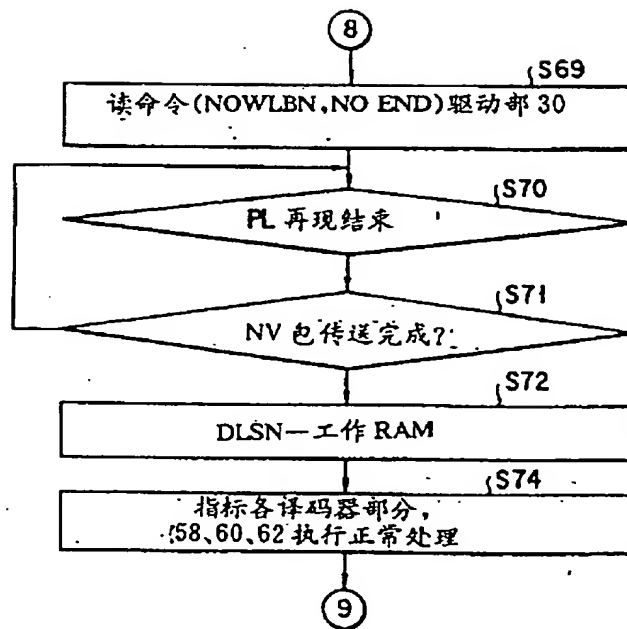 8
S69
读命令(NOWLBN,NO END)驱动部 30
S70
PL 再现结束
S71
NV 包传送完成?
S72
DLSN—工作 RAM
S74
指标各译码器部分,
58、60、62 执行正常处理
9